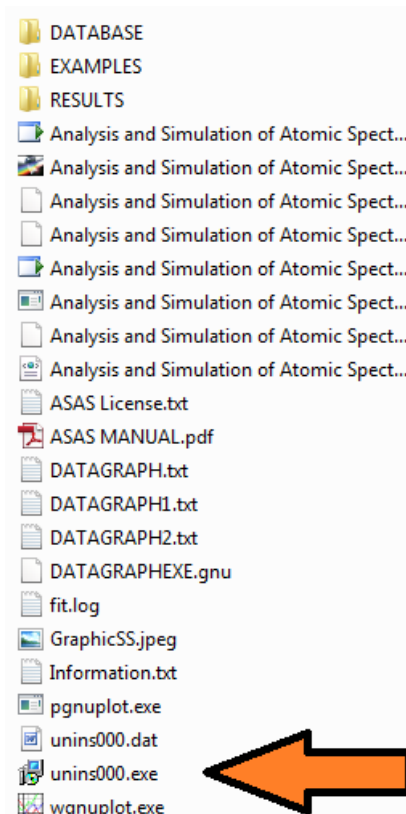 DATABASE
EXAMPLES
RESULTS
Analysis and Simulation of Atomic Spect...
Analysis and Simulation of Atomic Spect...
Analysis and Simulation of Atomic Spect...
Analysis and Simulation of Atomic Spect...
Analysis and Simulation of Atomic Spect...
Analysis and Simulation of Atomic Spect...
Analysis and Simulation of Atomic Spect...
Analysis and Simulation of Atomic Spect...
ASAS License.txt
ASAS MANUAL.pdf
DATAGRAPH.txt
DATAGRAPH1.txt
DATAGRAPH2.txt
DATAGRAPHEXE.gnu
fit.log
GraphicSS.jpeg
Information.txt
pgnuplot.exe
unins000.dat
unins000.exe
wgnuplot.exe